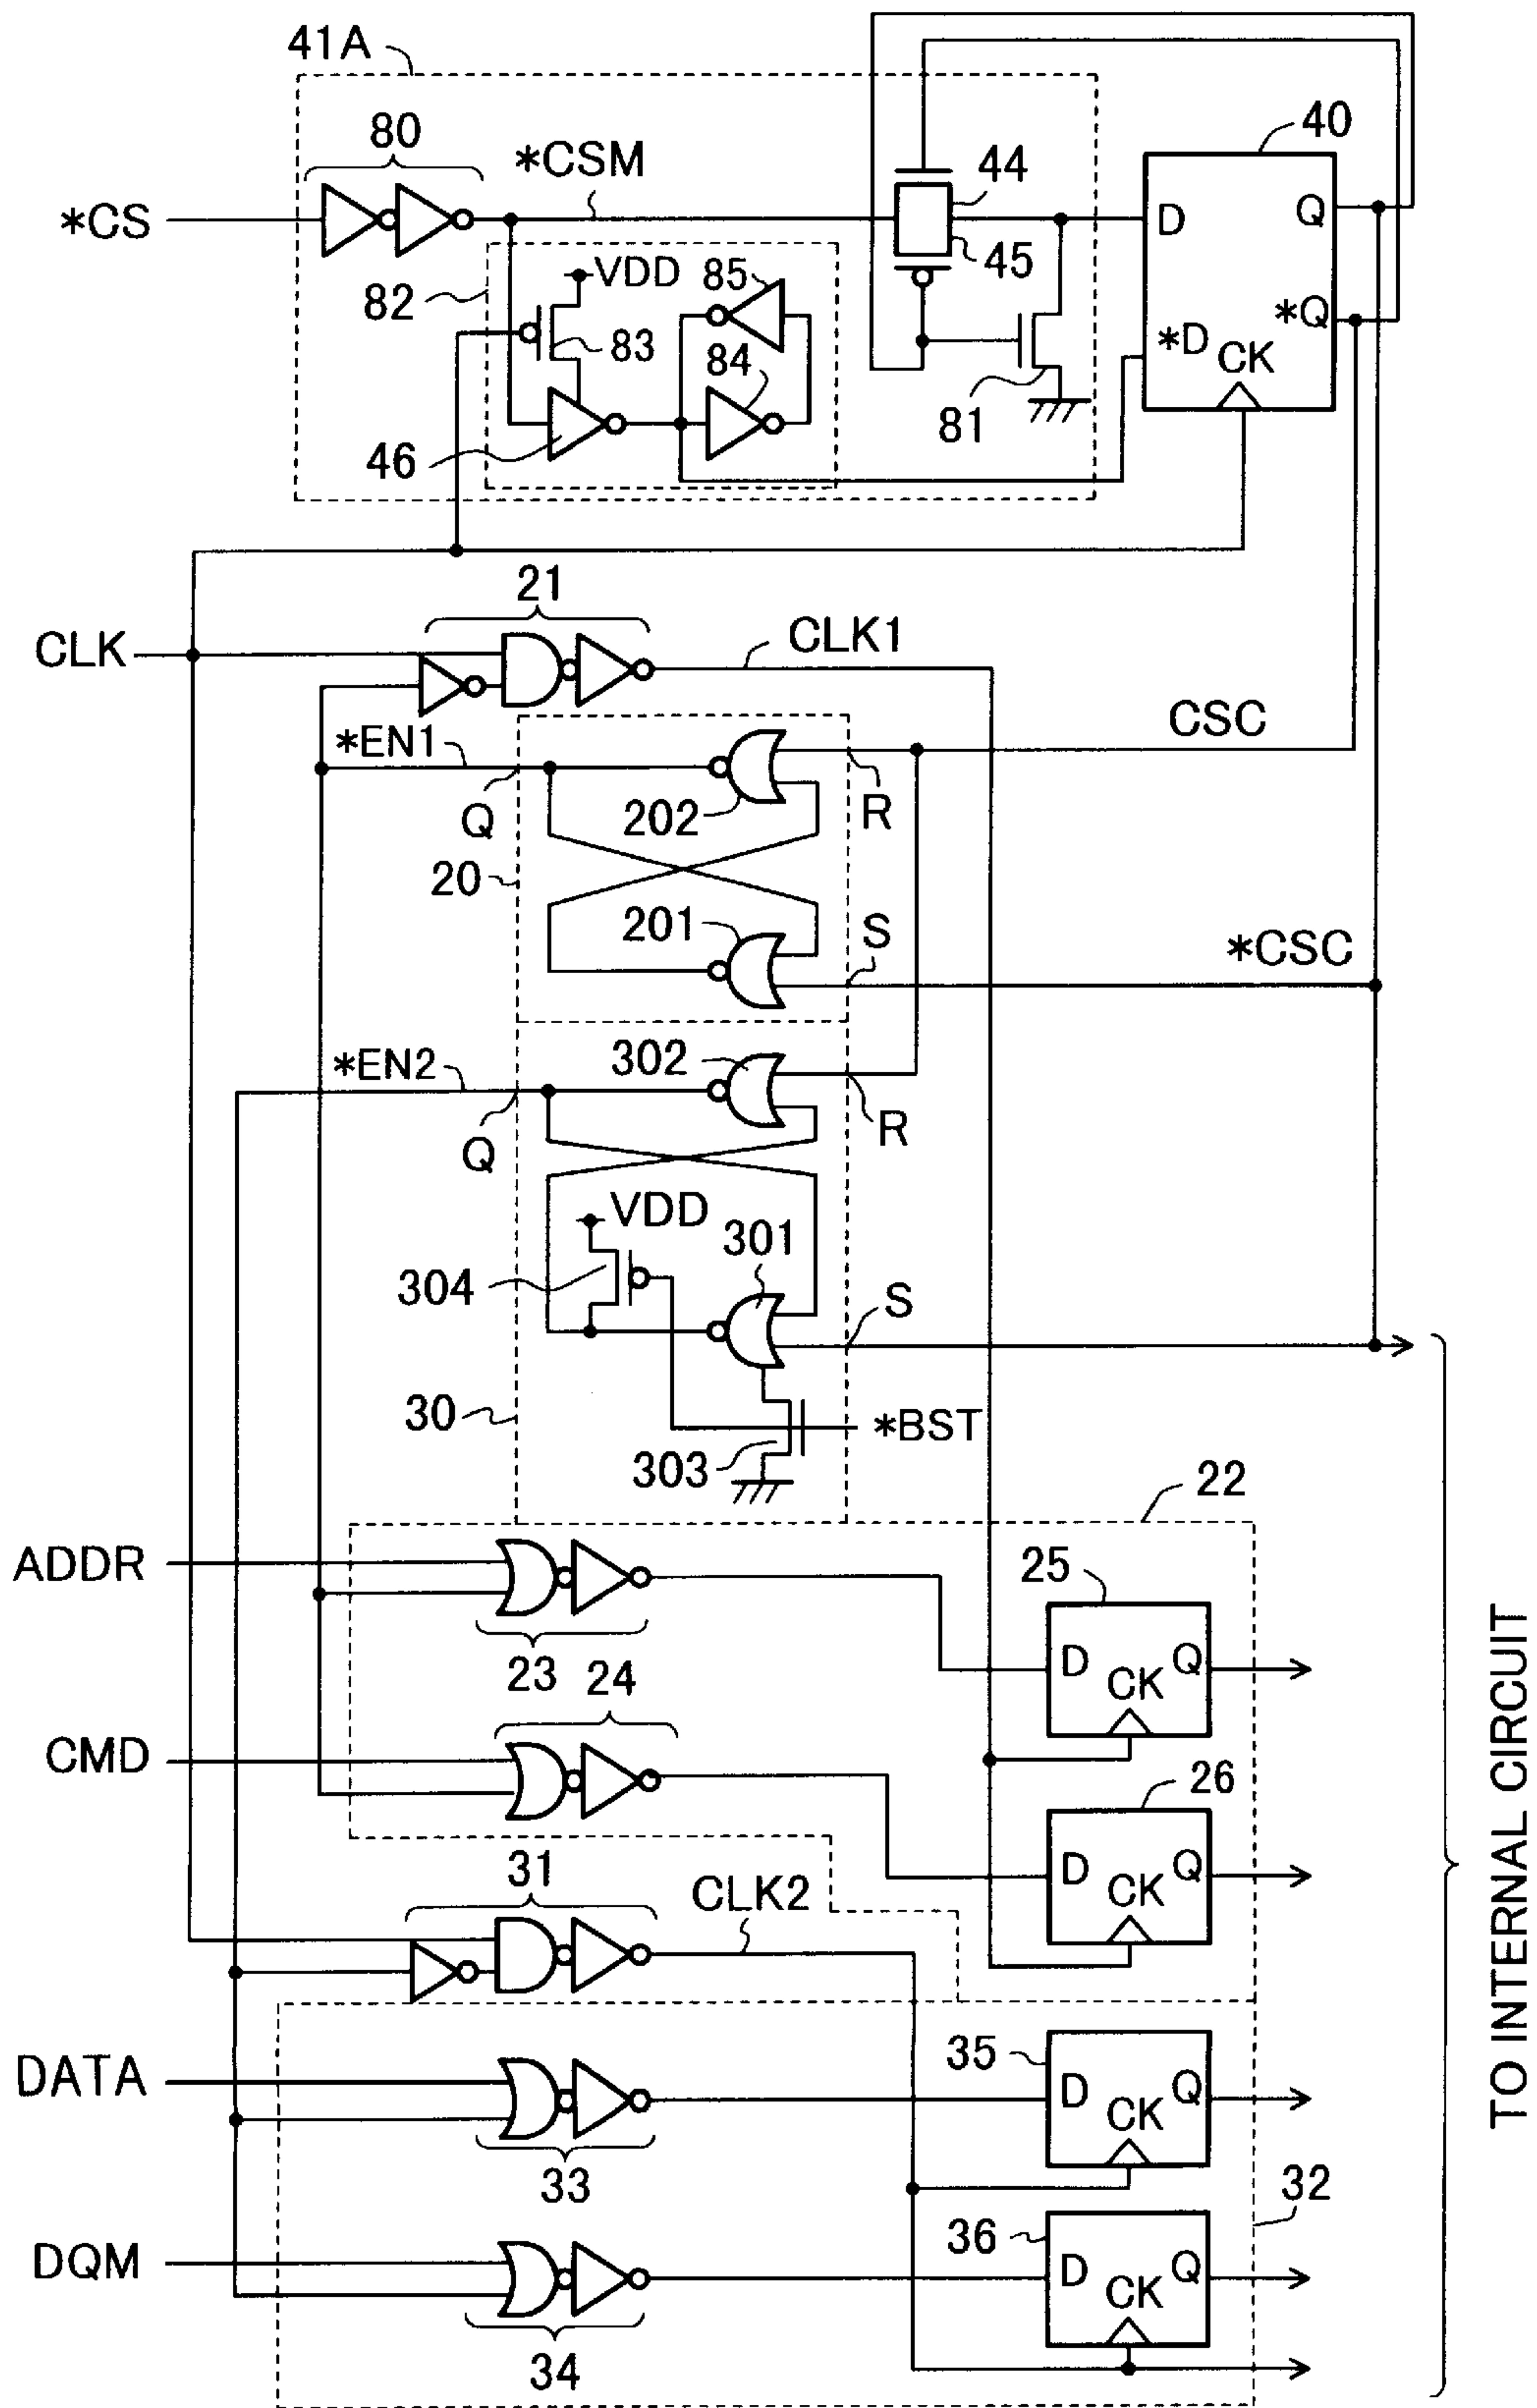 41A
80
*CSM
44
40
*CS
D
Q
45
VDD
85
82
83
*Q
*D
CK
84
81
46
21
CLK
CLK1
CSC
*EN1
Q
202
R
20
201
S
*CSC
*EN2
302
Q
R
VDD
301
304
S
30
*BST
303
22
ADDR
25
D
CK
Q
23
24
CMD
26
D
CK
Q
31
CLK2
DATA
35
D
CK
Q
33
32
DQM
36
D
CK
Q
34
TO INTERNAL CIRCUIT